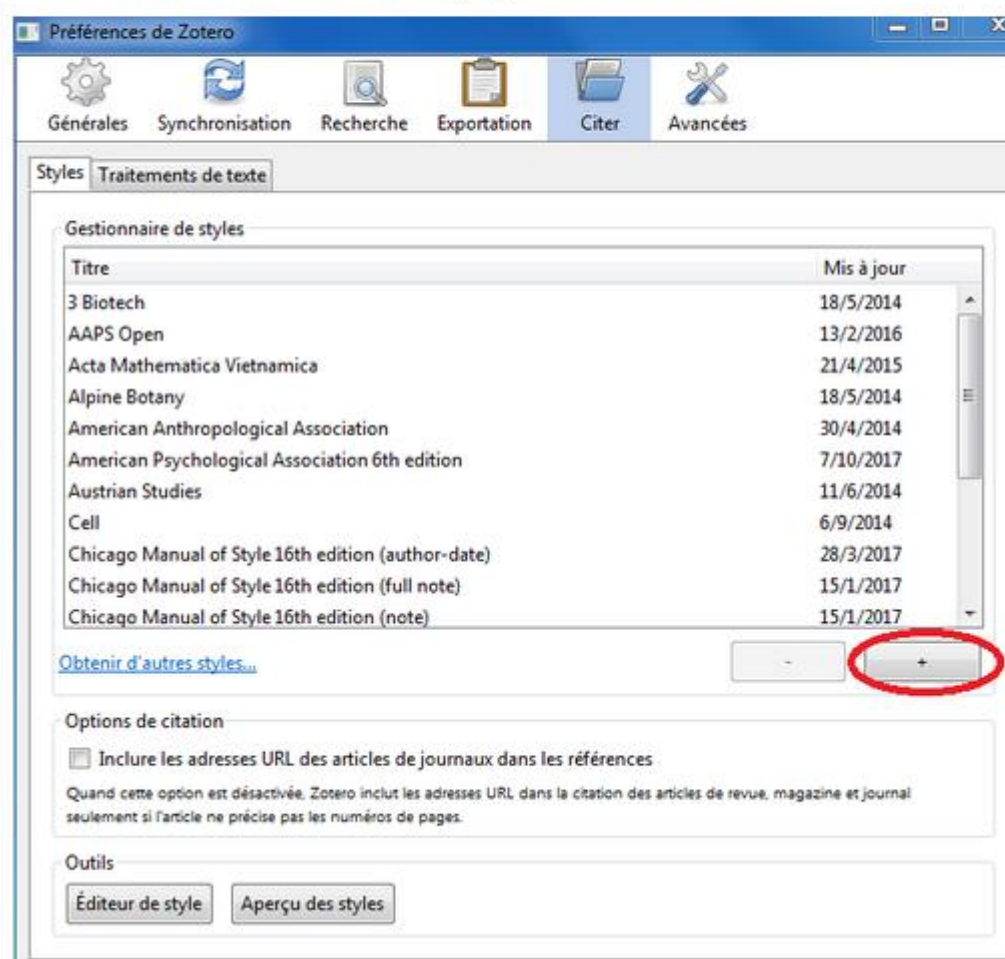 Préférences de Zotero
Générales Synchronisation Recherche Exportation Citer Avancées
Styles Traitements de texte
Gestionnaire de styles
Titre Mis à jour
3 Biotech 18/5/2014
AAPS Open 13/2/2016
Acta Mathematica Vietnamica 21/4/2015
Alpine Botany 18/5/2014
American Anthropological Association 30/4/2014
American Psychological Association 6th edition 7/10/2017
Austrian Studies 11/6/2014
Cell 6/9/2014
Chicago Manual of Style 16th edition (author-date) 28/3/2017
Chicago Manual of Style 16th edition (full note) 15/1/2017
Chicago Manual of Style 16th edition (note) 15/1/2017
Obtenir d'autres styles... - +
Options de citation
Inclure les adresses URL des articles de journaux dans les références
Quand cette option est désactivée, Zotero inclut les adresses URL dans la citation des articles de revue, magazine et journal
seulement si l'article ne précise pas les numéros de pages.
Outils
Éditeur de style Aperçu des styles